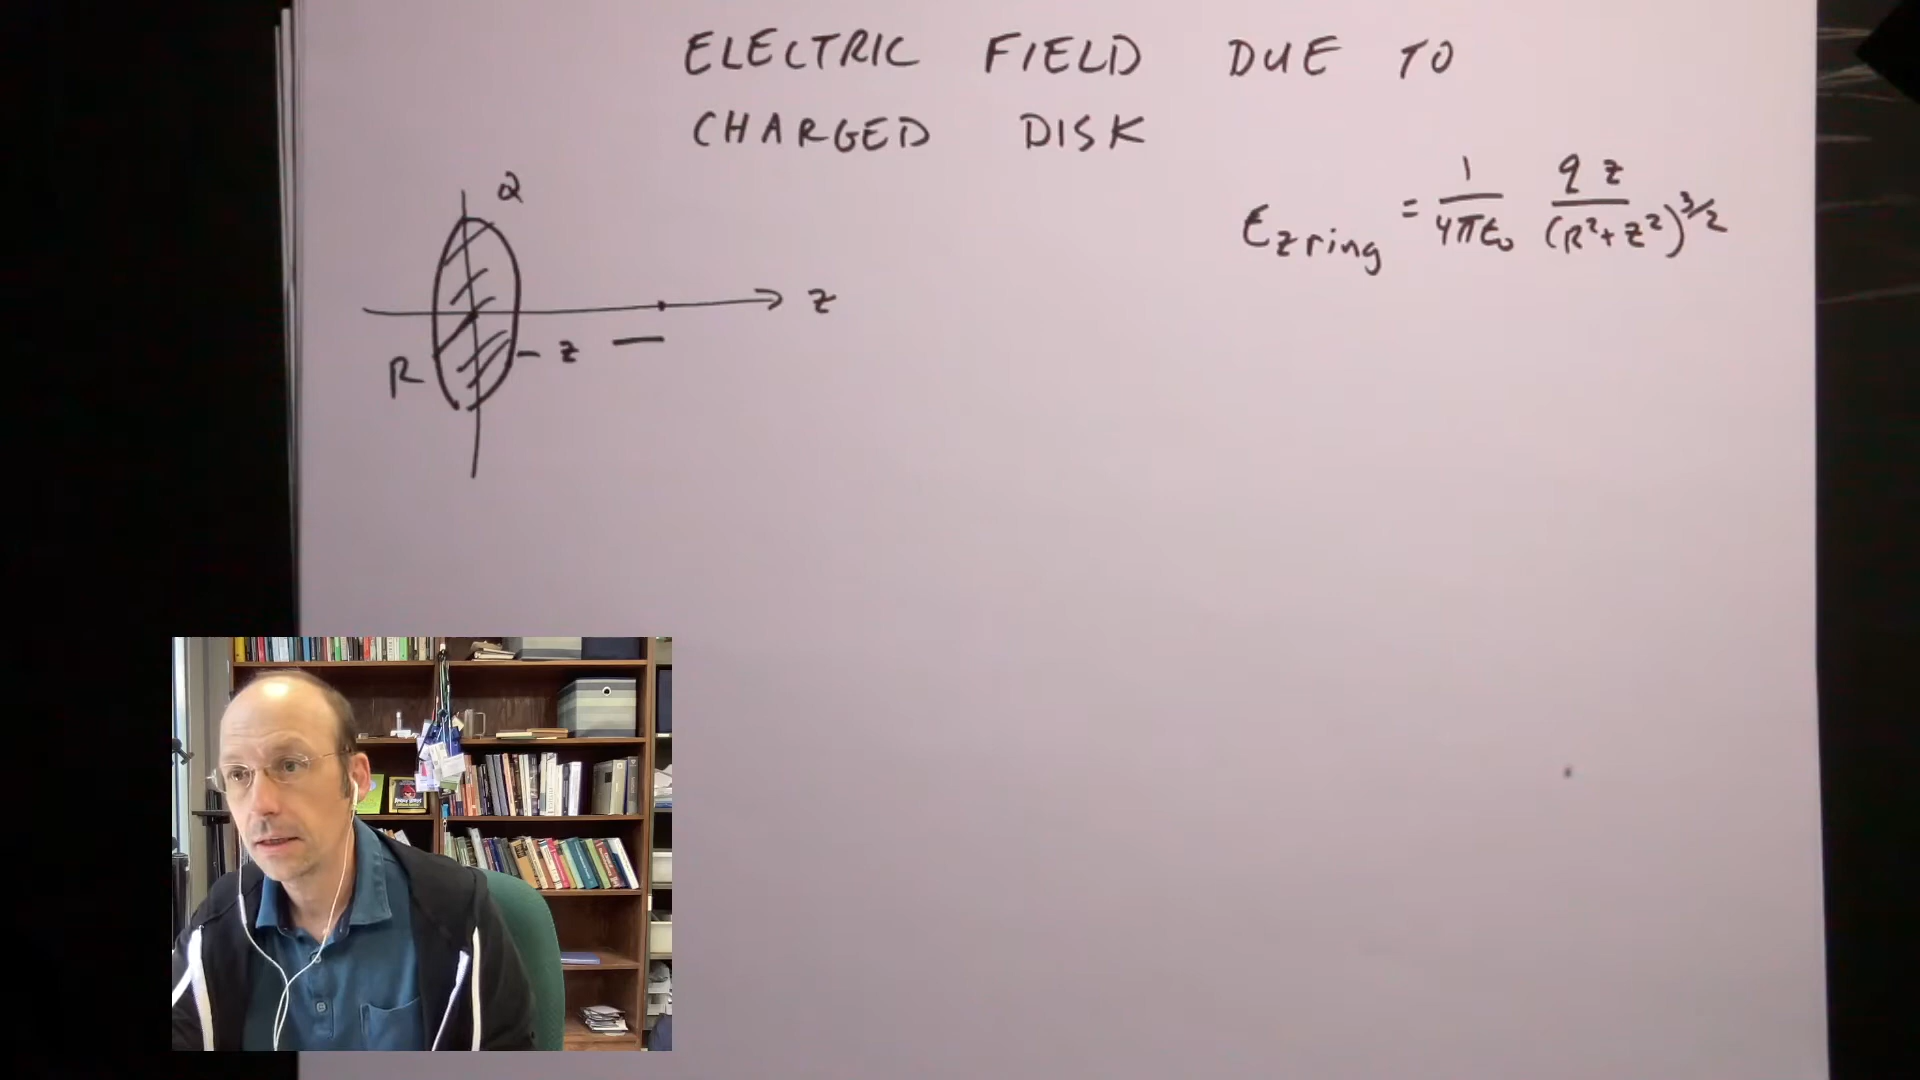 ELECTRIC FIELD DUE TO
CHARGED DISK
Q
z
R
z
E_z ring = 1/(4πε₀) qz/(R²+z²)^3/2